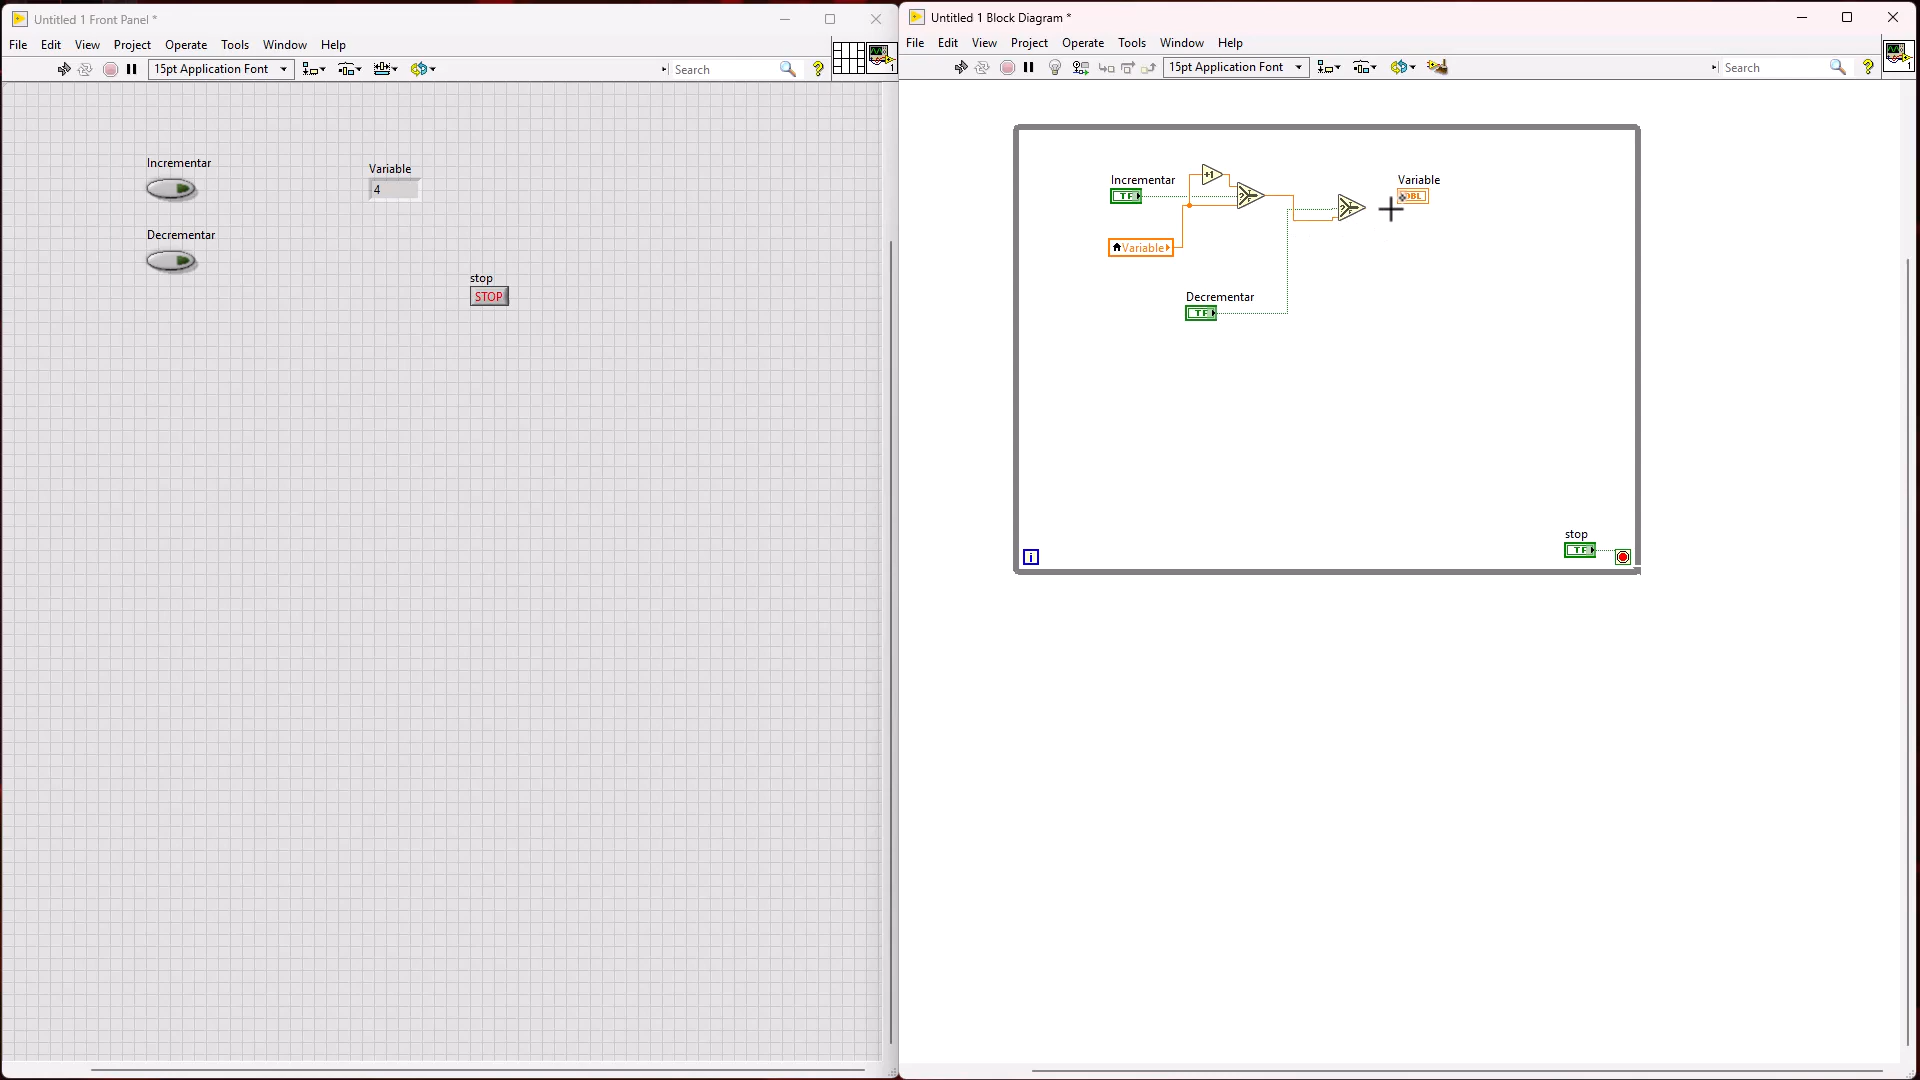 Untitled 1 Front Panel *
File Edit View Project Operate Tools Window Help
15pt Application Font
Search
?
1
Incrementar
Variable
4
Decrementar
stop
STOP
Untitled 1 Block Diagram *
File Edit View Project Operate Tools Window Help
15pt Application Font
Search
?
1
+1
Incrementar
Variable
TF
?
T
F
?
T
F
DBL
Variable
Decrementar
TF
stop
TF
i